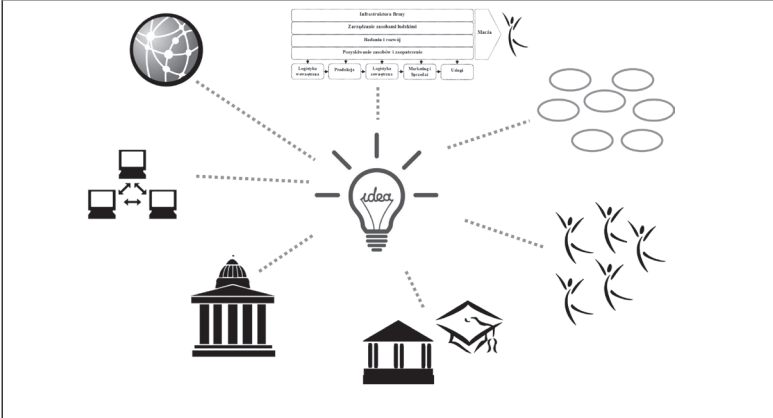 Infrastruktura firmy
Zarządzanie zasobami ludzkimi
Badania i rozwój
Pozyskiwanie zasobów i zaopatrzenie
Marża
Logistyka
wewnętrzna
Produkcja
Logistyka
zewnętrzna
Marketing i
Sprzedaż
Usługi
idea